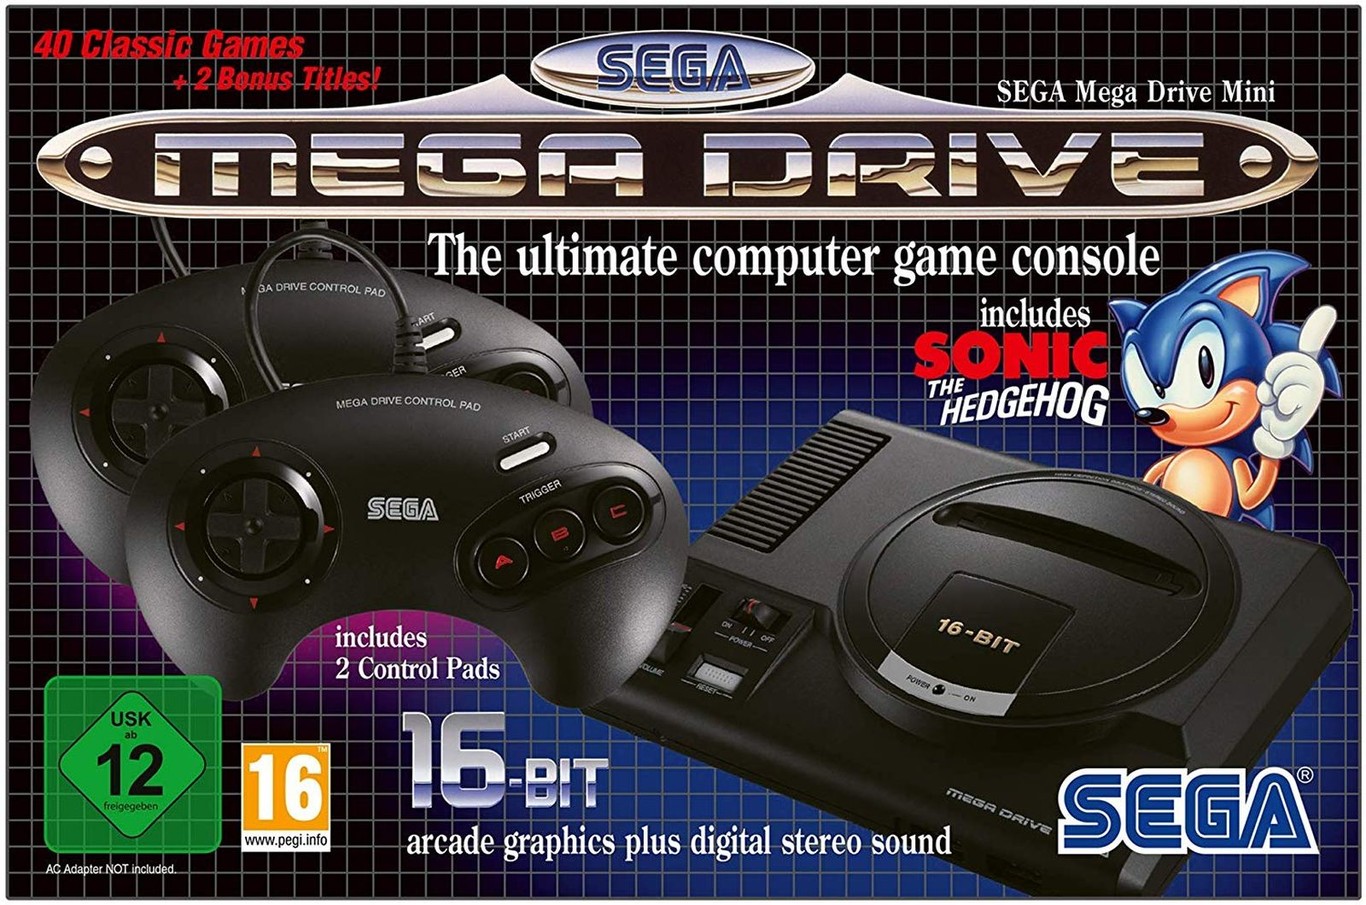 40 Classic Games
+ 2 Bonus Titles!
SEGA
SEGA Mega Drive Mini
MEGA DRIVE
The ultimate computer game console
includes
SONIC
THE
HEDGEHOG
MEGA DRIVE CONTROL PAD
START
MEGA DRIVE CONTROL PAD
START
SEGA
TRIGGER
A
B
C
16-BIT
ON
OFF
POWER
VOLUME
RESET
POWER
ON
includes
2 Control Pads
USK
ab
12
freigegeben
16
™
www.pegi.info
16-BIT
arcade graphics plus digital stereo sound
MEGA DRIVE
SEGA®
AC Adapter NOT included.